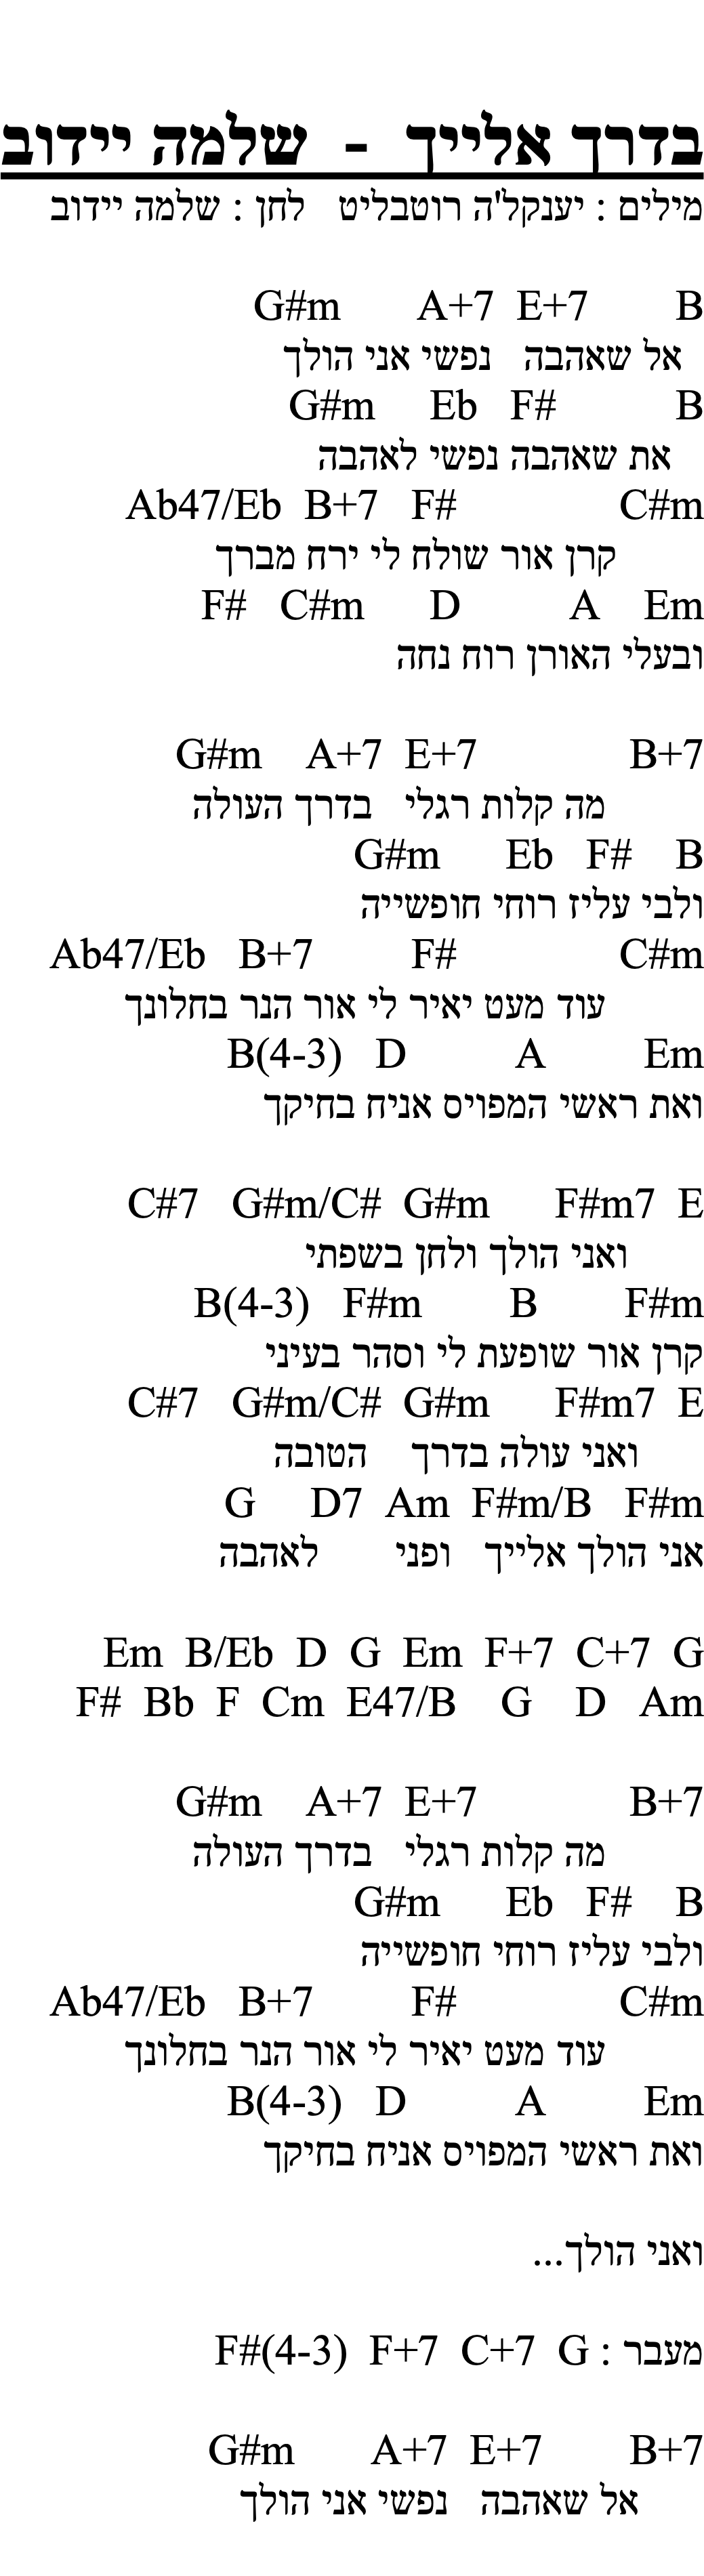 בדרך אלייך - שלמה יידוב
מילים : יענקל'ה רוטבליט לחן : שלמה יידוב
G#m A+7 E+7 B
אל שאהבה נפשי אני הולך
G#m Eb F# B
את שאהבה נפשי לאהבה
Ab47/Eb B+7 F# C#m
קרן אור שולח לי ירח מברך
F# C#m D A Em
ובעלי האורן רוח נחה
G#m A+7 E+7 B+7
מה קלות רגלי בדרך העולה
G#m Eb F# B
ולבי עליז רוחי חופשייה
Ab47/Eb B+7 F# C#m
עוד מעט יאיר לי אור הנר בחלונך
B(4-3) D A Em
ואת ראשי המפויס אניח בחיקך
C#7 G#m/C# G#m F#m7 E
ואני הולך ולחן בשפתי
B(4-3) F#m B F#m
קרן אור שופעת לי וסהר בעיני
C#7 G#m/C# G#m F#m7 E
ואני עולה בדרך הטובה
G D7 Am F#m/B F#m
אני הולך אלייך ופני לאהבה
Em B/Eb D G Em F+7 C+7 G
F# Bb F Cm E47/B G D Am
G#m A+7 E+7 B+7
מה קלות רגלי בדרך העולה
G#m Eb F# B
ולבי עליז רוחי חופשייה
Ab47/Eb B+7 F# C#m
עוד מעט יאיר לי אור הנר בחלונך
B(4-3) D A Em
ואת ראשי המפויס אניח בחיקך
ואני הולך...
מעבר : F#(4-3) F+7 C+7 G
G#m A+7 E+7 B+7
אל שאהבה נפשי אני הולך